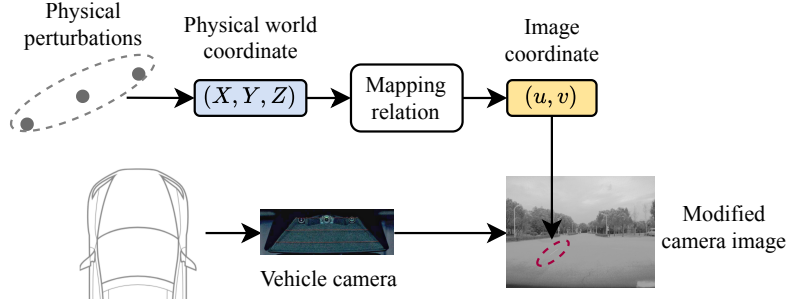 Physical
perturbations
Physical world
coordinate
(X, Y, Z)
Mapping
relation
Image
coordinate
(u, v)
Vehicle camera
Modified
camera image